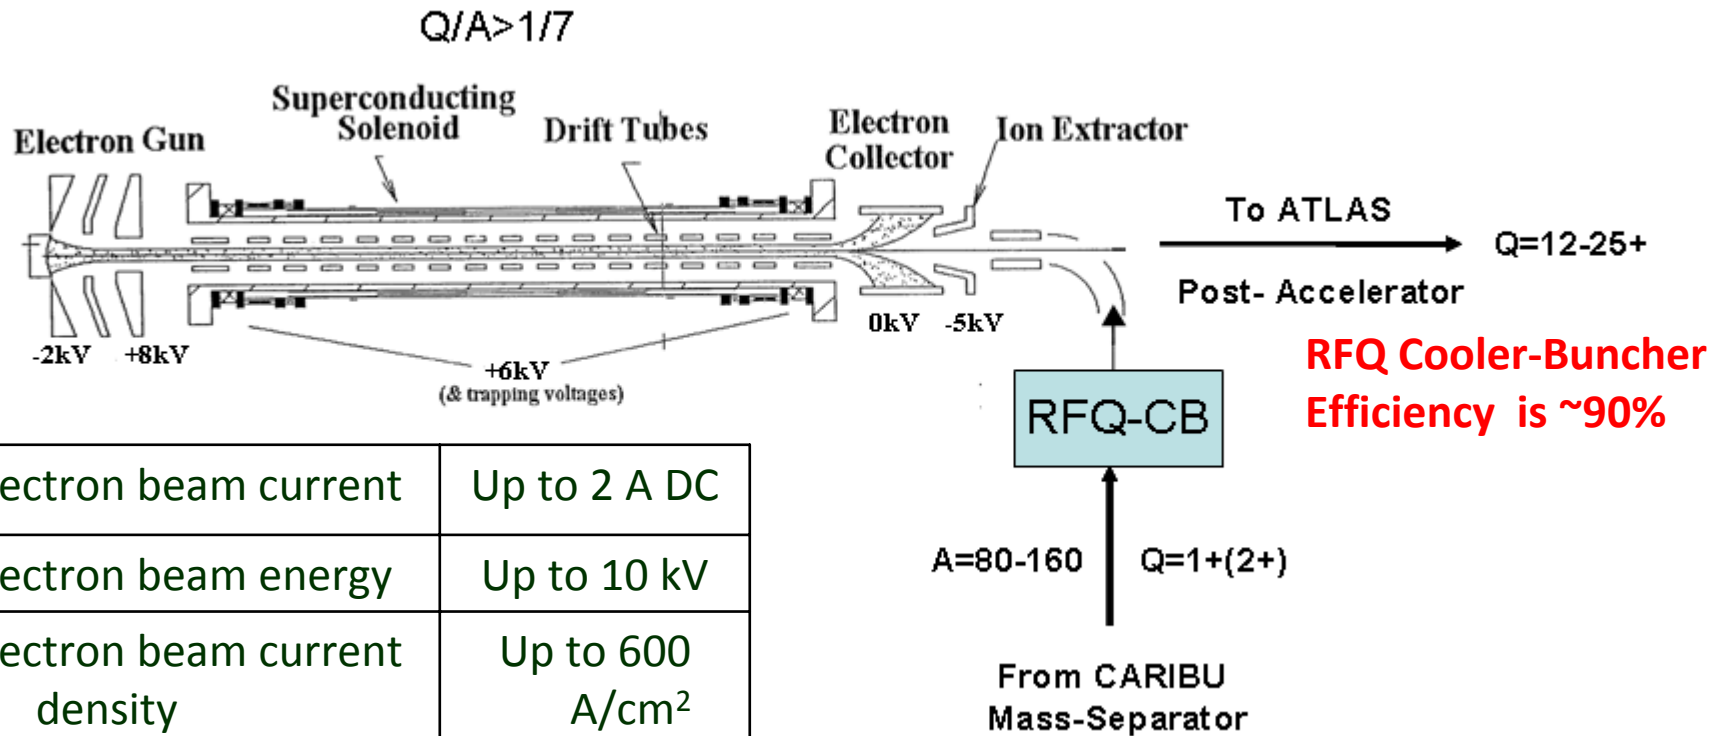 Q/A>1/7
Superconducting
Solenoid
Electron Gun
Drift Tubes
Electron
Collector
Ion Extractor
To ATLAS
Q=12-25+
Post- Accelerator
-2kV
+8kV
+6kV
(& trapping voltages)
0kV
-5kV
RFQ Cooler-Buncher
Efficiency is ~90%
RFQ-CB
A=80-160
Q=1+(2+)
From CARIBU
Mass-Separator
ectron beam current
Up to 2 A DC
ectron beam energy
Up to 10 kV
ectron beam current
density
Up to 600
A/cm²